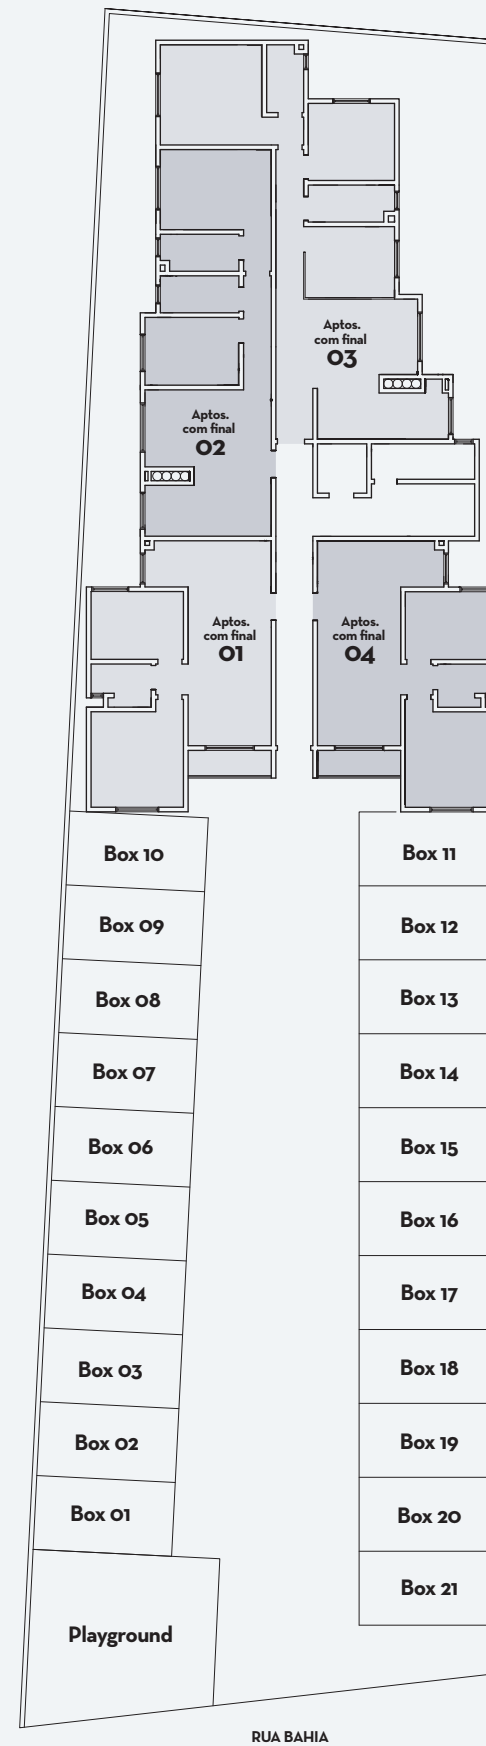 Aptos.
com final
03
Aptos.
com final
02
Aptos.
com final
01
Aptos.
com final
04
Box 10
Box 11
Box 09
Box 12
Box 08
Box 13
Box 07
Box 14
Box 06
Box 15
Box 05
Box 16
Box 04
Box 17
Box 03
Box 18
Box 02
Box 19
Box 01
Box 20
Box 21
Playground
RUA BAHIA